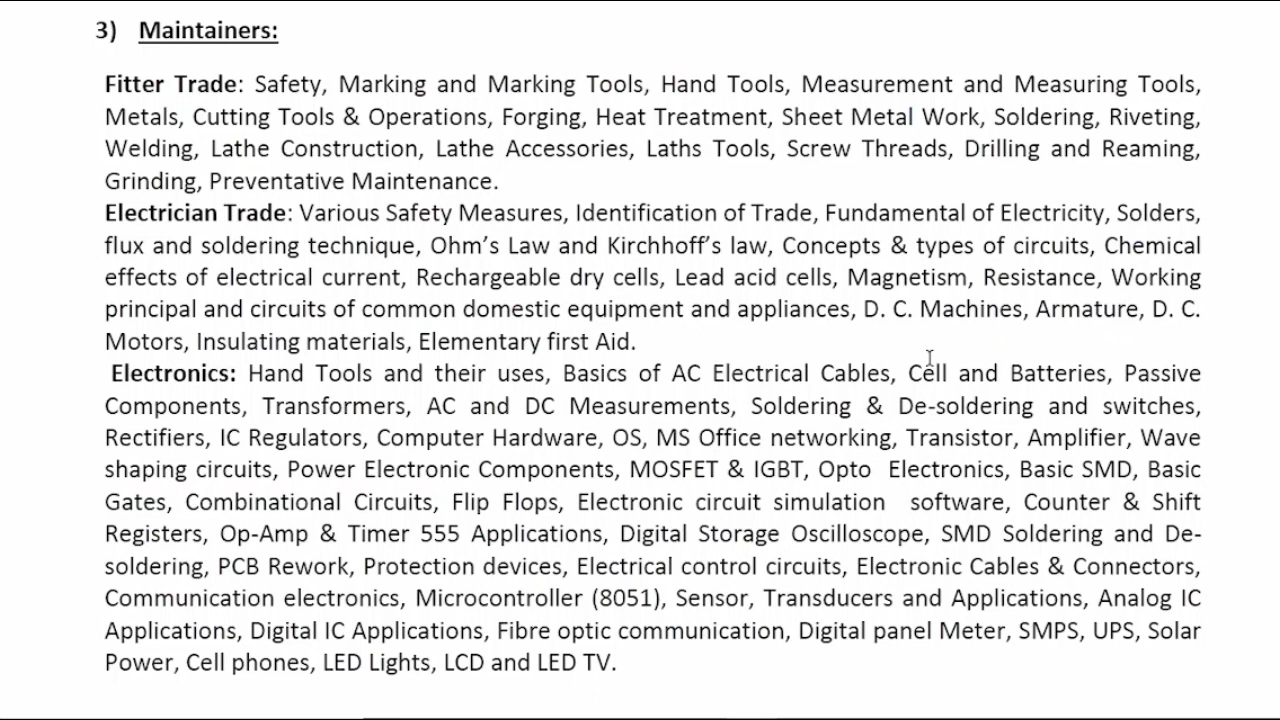 3) Maintainers:
Fitter Trade: Safety, Marking and Marking Tools, Hand Tools, Measurement and Measuring Tools,
Metals, Cutting Tools & Operations, Forging, Heat Treatment, Sheet Metal Work, Soldering, Riveting,
Welding, Lathe Construction, Lathe Accessories, Laths Tools, Screw Threads, Drilling and Reaming,
Grinding, Preventative Maintenance.
Electrician Trade: Various Safety Measures, Identification of Trade, Fundamental of Electricity, Solders,
flux and soldering technique, Ohm’s Law and Kirchhoff’s law, Concepts & types of circuits, Chemical
effects of electrical current, Rechargeable dry cells, Lead acid cells, Magnetism, Resistance, Working
principal and circuits of common domestic equipment and appliances, D. C. Machines, Armature, D. C.
Motors, Insulating materials, Elementary first Aid.
Electronics: Hand Tools and their uses, Basics of AC Electrical Cables, Cell and Batteries, Passive
Components, Transformers, AC and DC Measurements, Soldering & De-soldering and switches,
Rectifiers, IC Regulators, Computer Hardware, OS, MS Office networking, Transistor, Amplifier, Wave
shaping circuits, Power Electronic Components, MOSFET & IGBT, Opto Electronics, Basic SMD, Basic
Gates, Combinational Circuits, Flip Flops, Electronic circuit simulation software, Counter & Shift
Registers, Op-Amp & Timer 555 Applications, Digital Storage Oscilloscope, SMD Soldering and De-
soldering, PCB Rework, Protection devices, Electrical control circuits, Electronic Cables & Connectors,
Communication electronics, Microcontroller (8051), Sensor, Transducers and Applications, Analog IC
Applications, Digital IC Applications, Fibre optic communication, Digital panel Meter, SMPS, UPS, Solar
Power, Cell phones, LED Lights, LCD and LED TV.